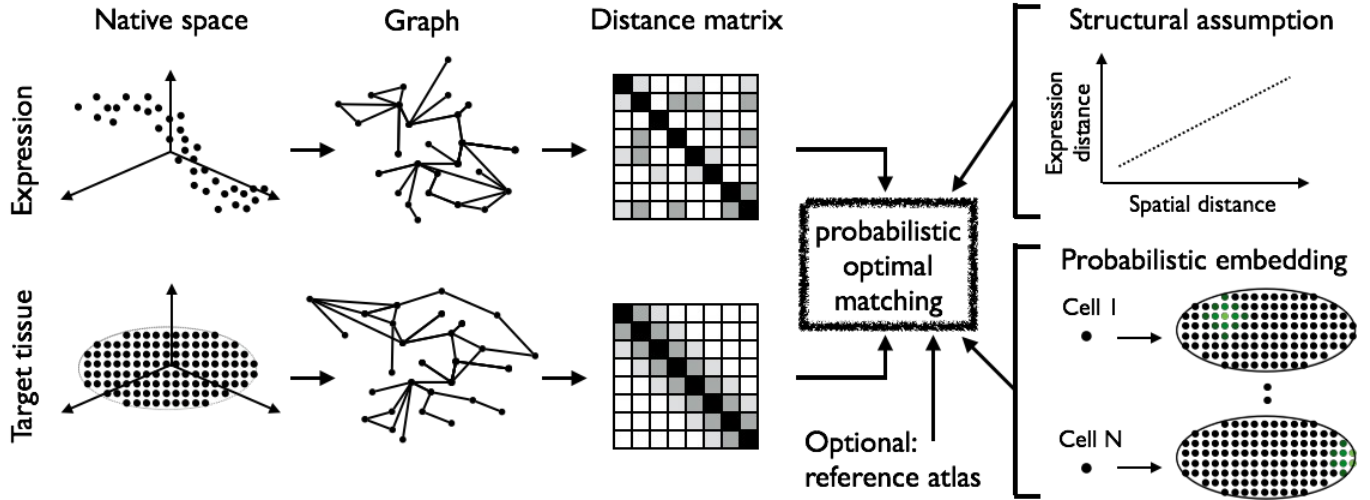 Native space
Graph
Distance matrix
Structural assumption
Expression
Expression
distance
Spatial distance
probabilistic
optimal
matching
Target tissue
Optional:
reference atlas
Probabilistic embedding
Cell 1
Cell N